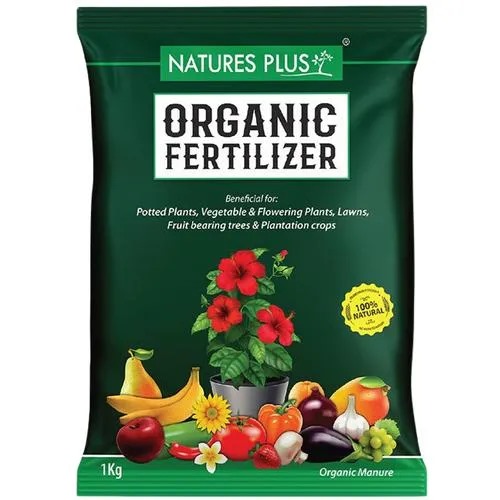 NATURES PLUS
®
ORGANIC
FERTILIZER
Beneficial for:
Potted Plants, Vegetable & Flowering Plants, Lawns,
Fruit bearing trees & Plantation crops
100%
NATURAL
1Kg
Organic Manure